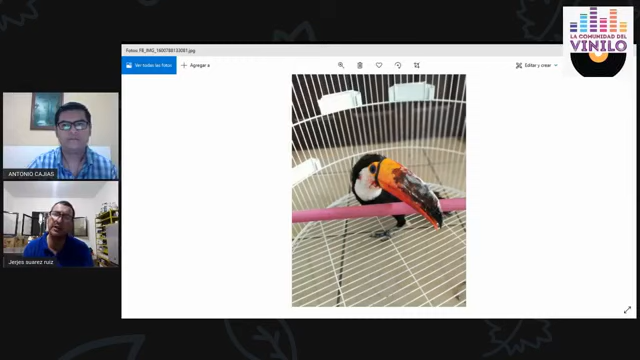 LA COMUNIDAD DEL
VINILO
Fotos: FB_IMG_1600788133081.jpg
Ver todas las fotos
Agregar a
Editar y crear
ANTONIO CAJIAS
Jerjes suarez ruiz